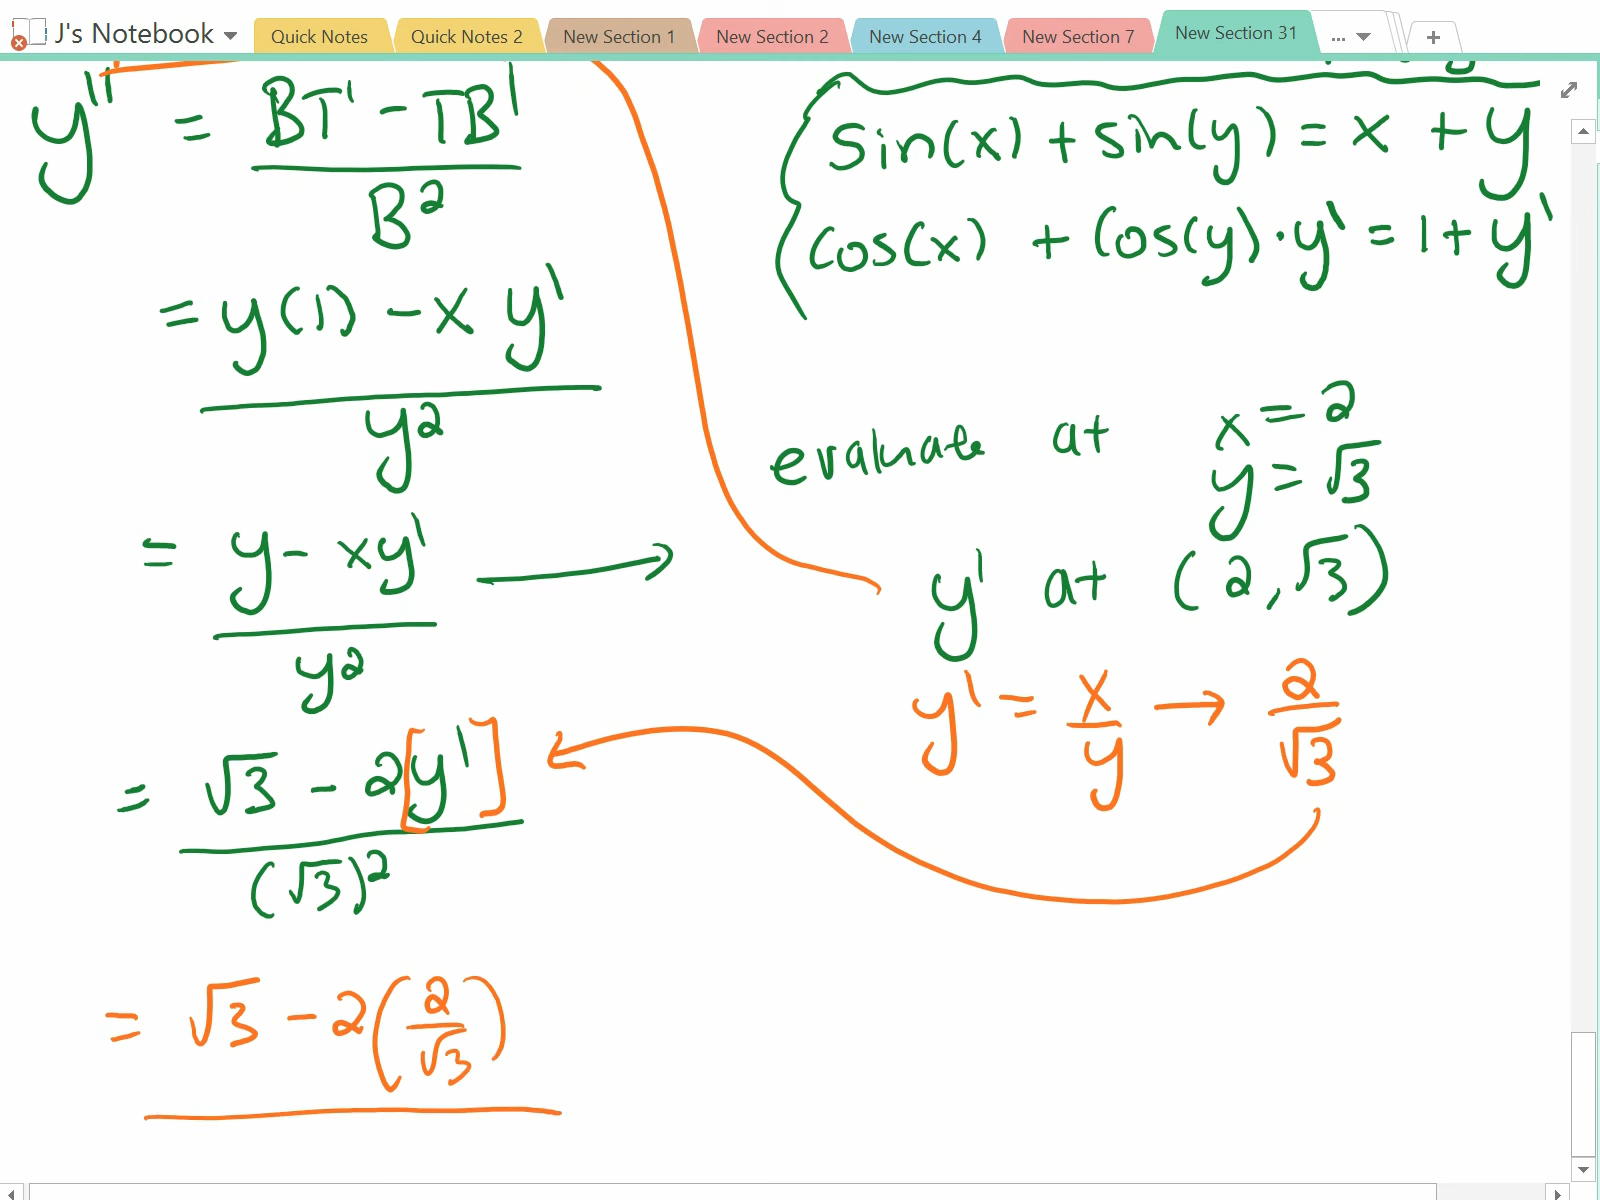 J's Notebook
Quick Notes
Quick Notes 2
New Section 1
New Section 2
New Section 4
New Section 7
New Section 31
...
+
y'' = (BT' - TB') / B²
= (y(1) - x y') / y²
= (y - xy') / y² →
= (√3 - 2[y']) / (√3)²
= √3 - 2(2/√3)
sin(x) + sin(y) = x + y
cos(x) + cos(y) · y' = 1 + y'
evaluate at x = 2
y = √3
y' at (2, √3)
y' = x/y → 2/√3